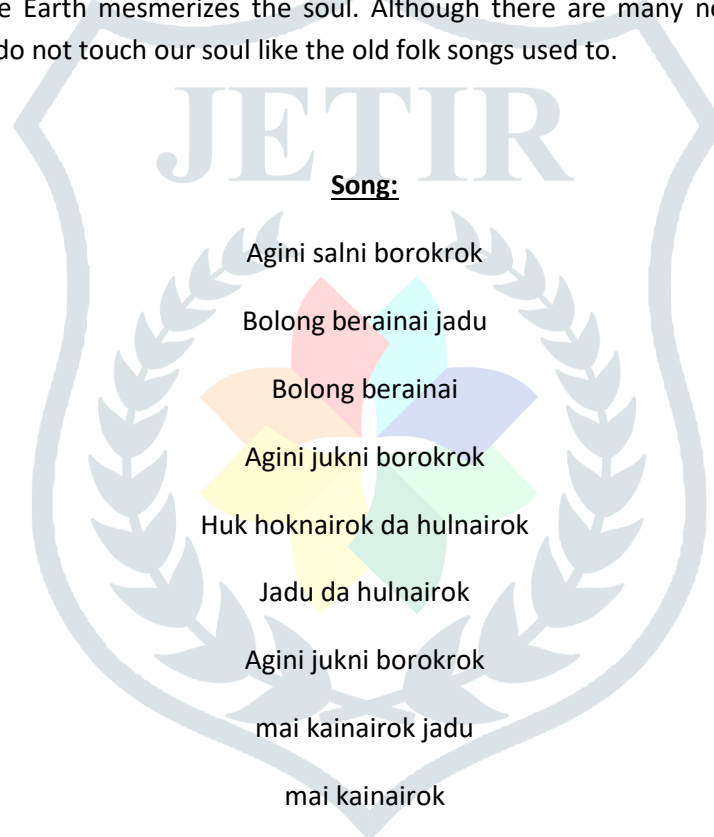 e Earth mesmerizes the soul. Although there are many ne
do not touch our soul like the old folk songs used to.
JETIR
Song:
Agini salni borokrok
Bolong berainai jadu
Bolong berainai
Agini jukni borokrok
Huk hoknairok da hulnairok
Jadu da hulnairok
Agini jukni borokrok
mai kainairok jadu
mai kainairok